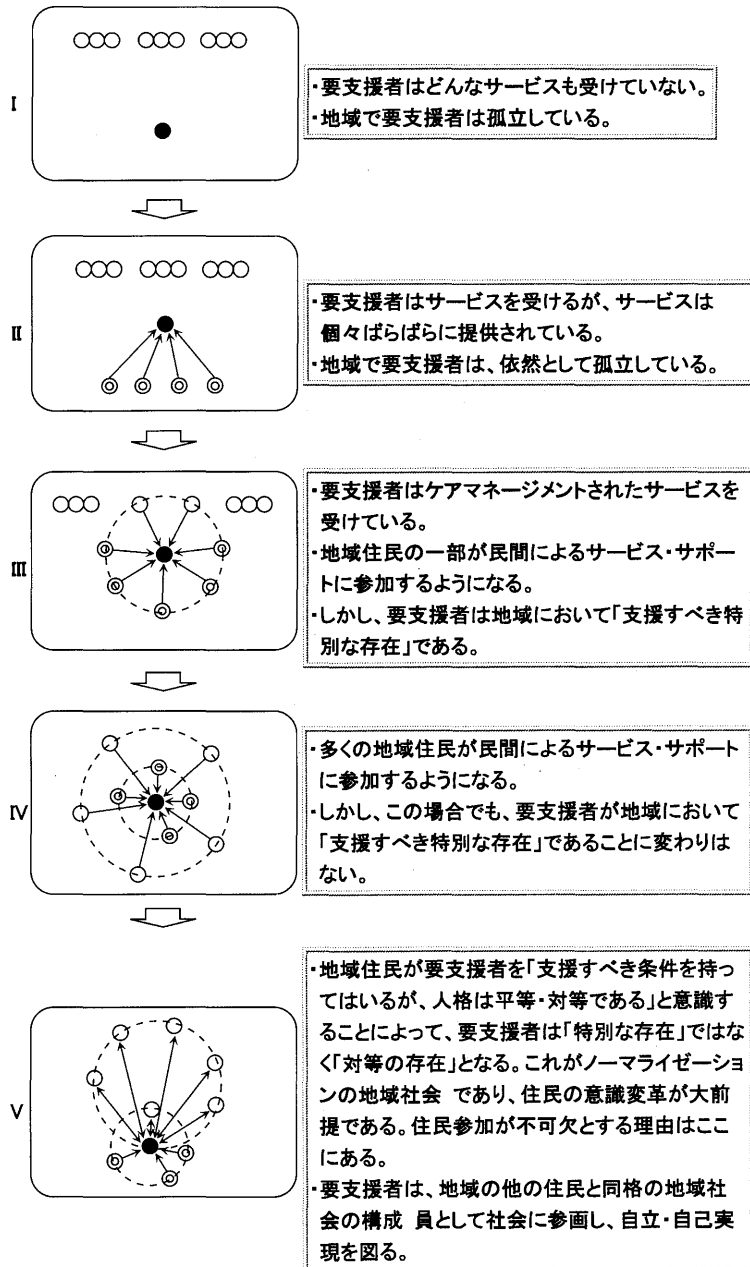 Ⅰ
・要支援者はどんなサービスも受けていない。
・地域で要支援者は孤立している。
Ⅱ
・要支援者はサービスを受けるが、サービスは
個々ばらばらに提供されている。
・地域で要支援者は、依然として孤立している。
Ⅲ
・要支援者はケアマネージメントされたサービスを
受けている。
・地域住民の一部が民間によるサービス・サポー
トに参加するようになる。
・しかし、要支援者は地域において「支援すべき特
別な存在」である。
Ⅳ
・多くの地域住民が民間によるサービス・サポート
に参加するようになる。
・しかし、この場合でも、要支援者が地域において
「支援すべき特別な存在」であることに変わりは
ない。
Ⅴ
・地域住民が要支援者を「支援すべき条件を持っ
てはいるが、人格は平等・対等である」と意識す
ることによって、要支援者は「特別な存在」ではな
く「対等の存在」となる。これがノーマライゼーショ
ンの地域社会 であり、住民の意識変革が大前
提である。住民参加が不可欠とする理由はここ
にある。
・要支援者は、地域の他の住民と同格の地域社
会の構成 員として社会に参画し、自立・自己実
現を図る。